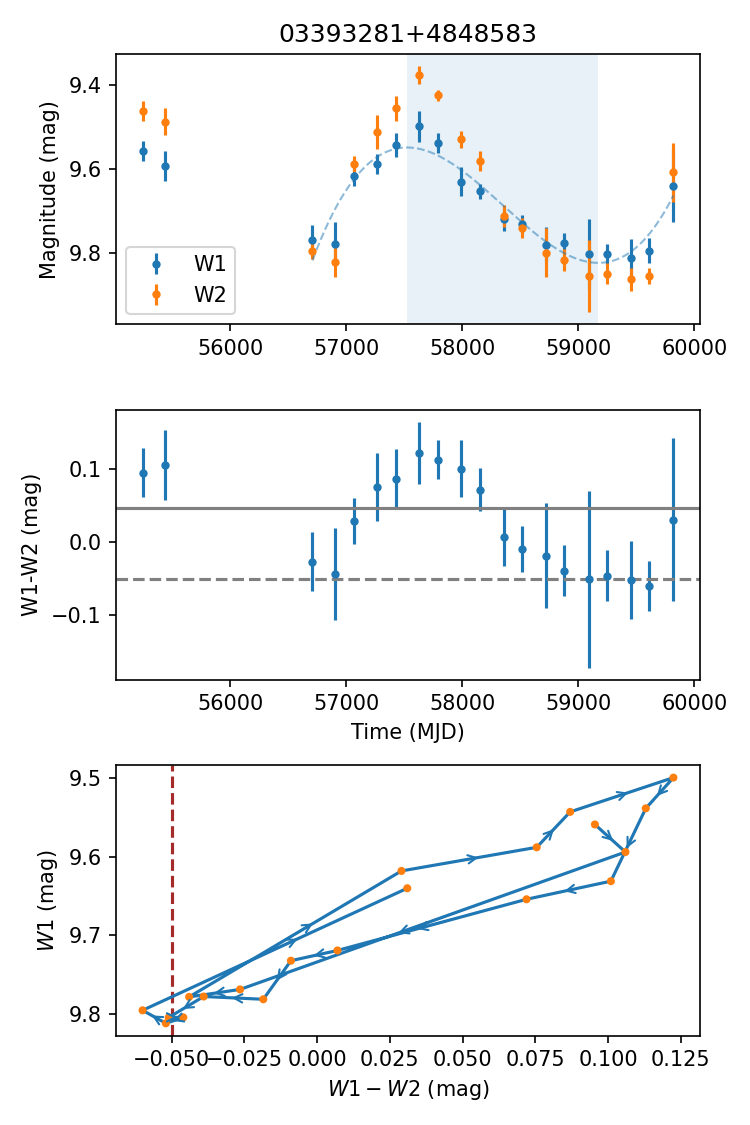 03393281+4848583
Magnitude (mag)
9.4
9.6
9.8
W1
W2
56000 57000 58000 59000 60000
W1-W2 (mag)
0.1
0.0
−0.1
56000 57000 58000 59000 60000
Time (MJD)
W1 (mag)
9.5
9.6
9.7
9.8
−0.050 −0.025 0.000 0.025 0.050 0.075 0.100 0.125
W1 − W2 (mag)